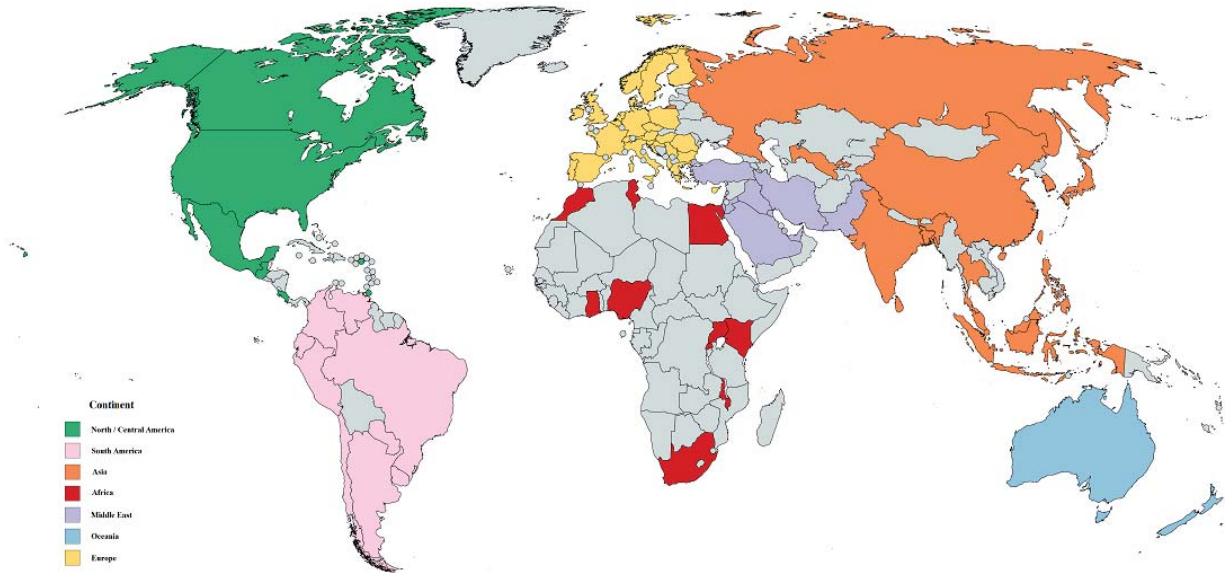 Continent
North / Central America
South America
Asia
Africa
Middle East
Oceania
Europe